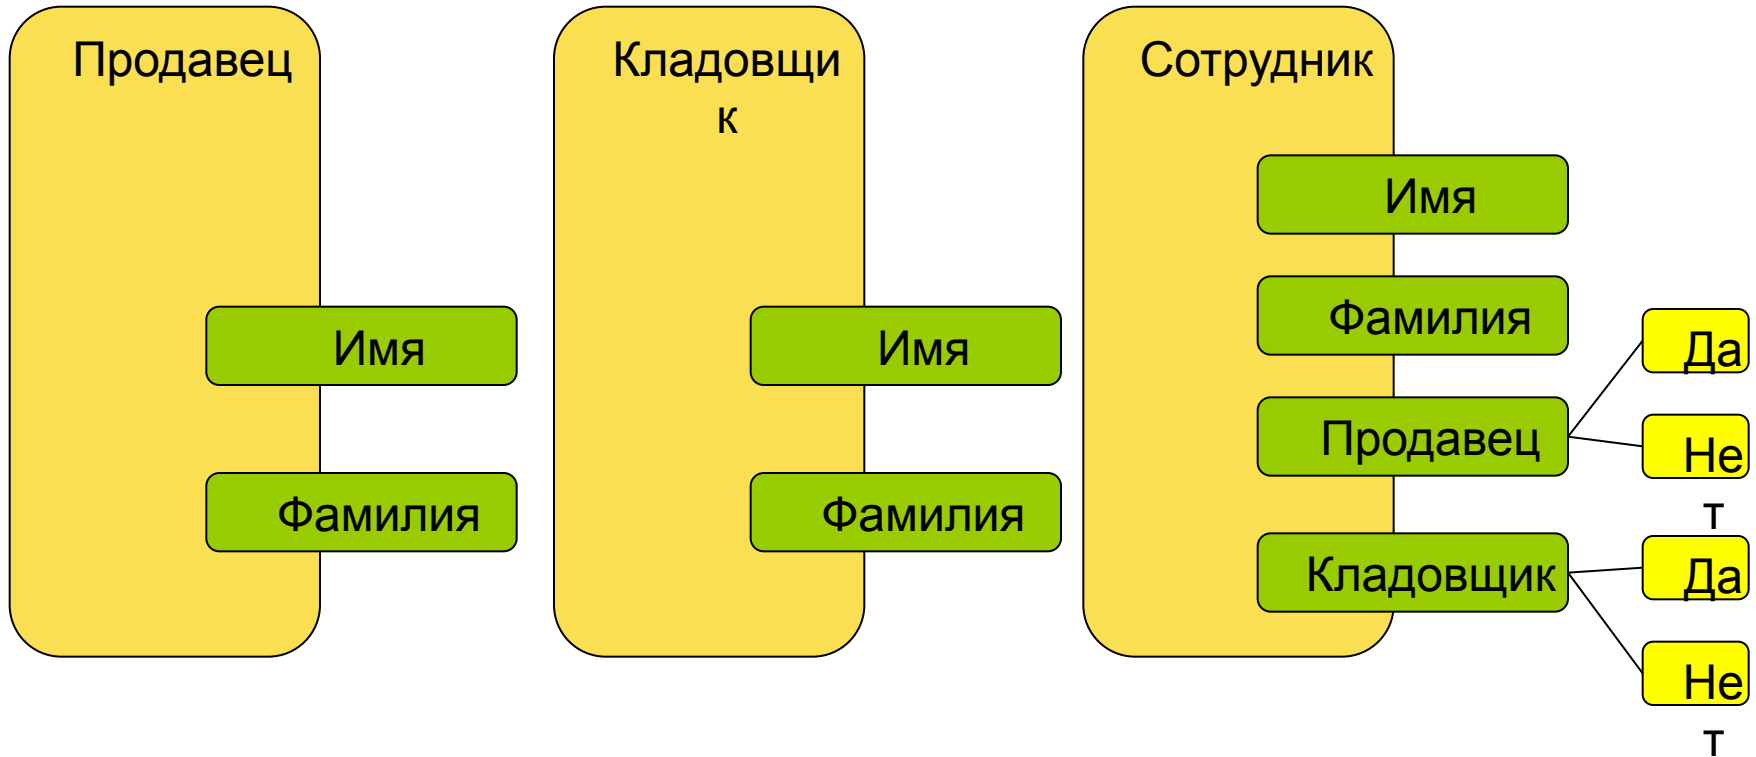 Продавец
Имя
Фамилия
Кладовщи
к
Имя
Фамилия
Сотрудник
Имя
Фамилия
Продавец
Да
Не
т
Кладовщик
Да
Не
т